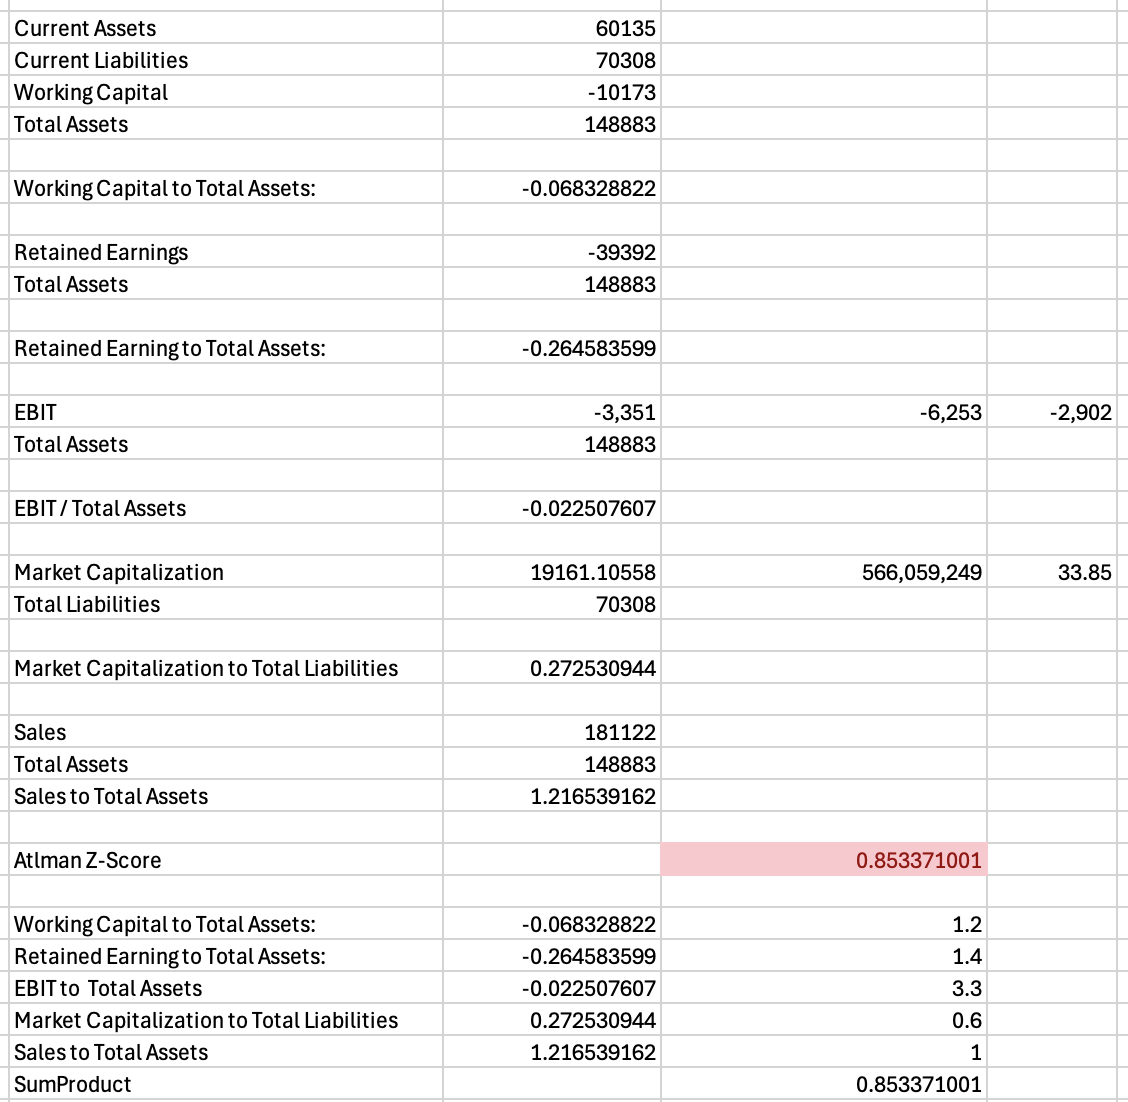 Current Assets 60135
Current Liabilities 70308
Working Capital -10173
Total Assets 148883
Working Capital to Total Assets: -0.068328822
Retained Earnings -39392
Total Assets 148883
Retained Earning to Total Assets: -0.264583599
EBIT -3,351 -6,253 -2,902
Total Assets 148883
EBIT / Total Assets -0.022507607
Market Capitalization 19161.10558 566,059,249 33.85
Total Liabilities 70308
Market Capitalization to Total Liabilities 0.272530944
Sales 181122
Total Assets 148883
Sales to Total Assets 1.216539162
Atlman Z-Score 0.853371001
Working Capital to Total Assets: -0.068328822 1.2
Retained Earning to Total Assets: -0.264583599 1.4
EBIT to  Total Assets -0.022507607 3.3
Market Capitalization to Total Liabilities 0.272530944 0.6
Sales to Total Assets 1.216539162 1
SumProduct 0.853371001